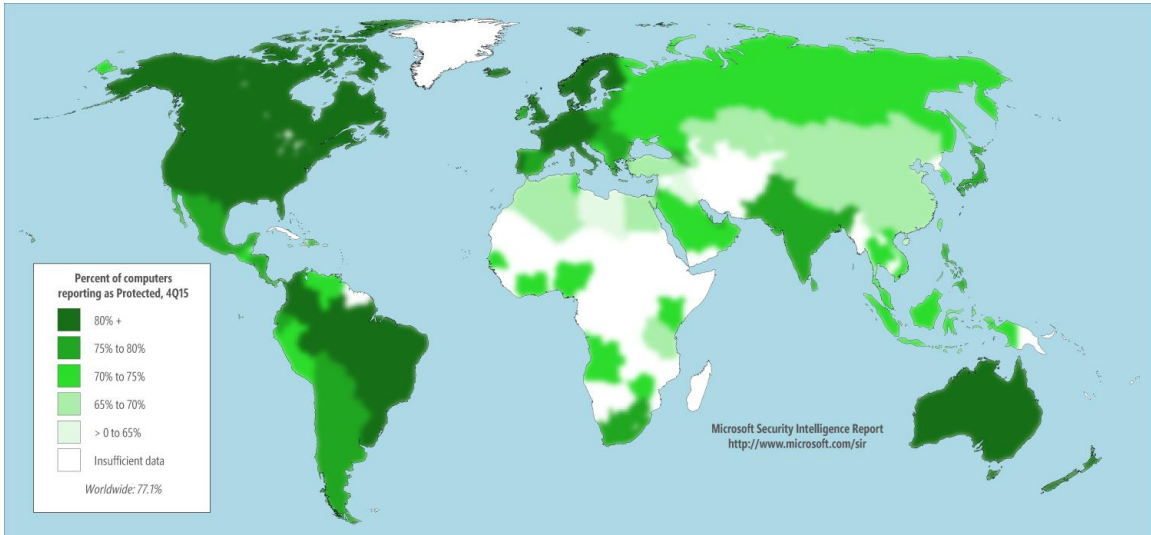 Percent of computers
reporting as Protected, 4Q15
80% +
75% to 80%
70% to 75%
65% to 70%
> 0 to 65%
Insufficient data
Worldwide: 77.1%
Microsoft Security Intelligence Report
http://www.microsoft.com/sir